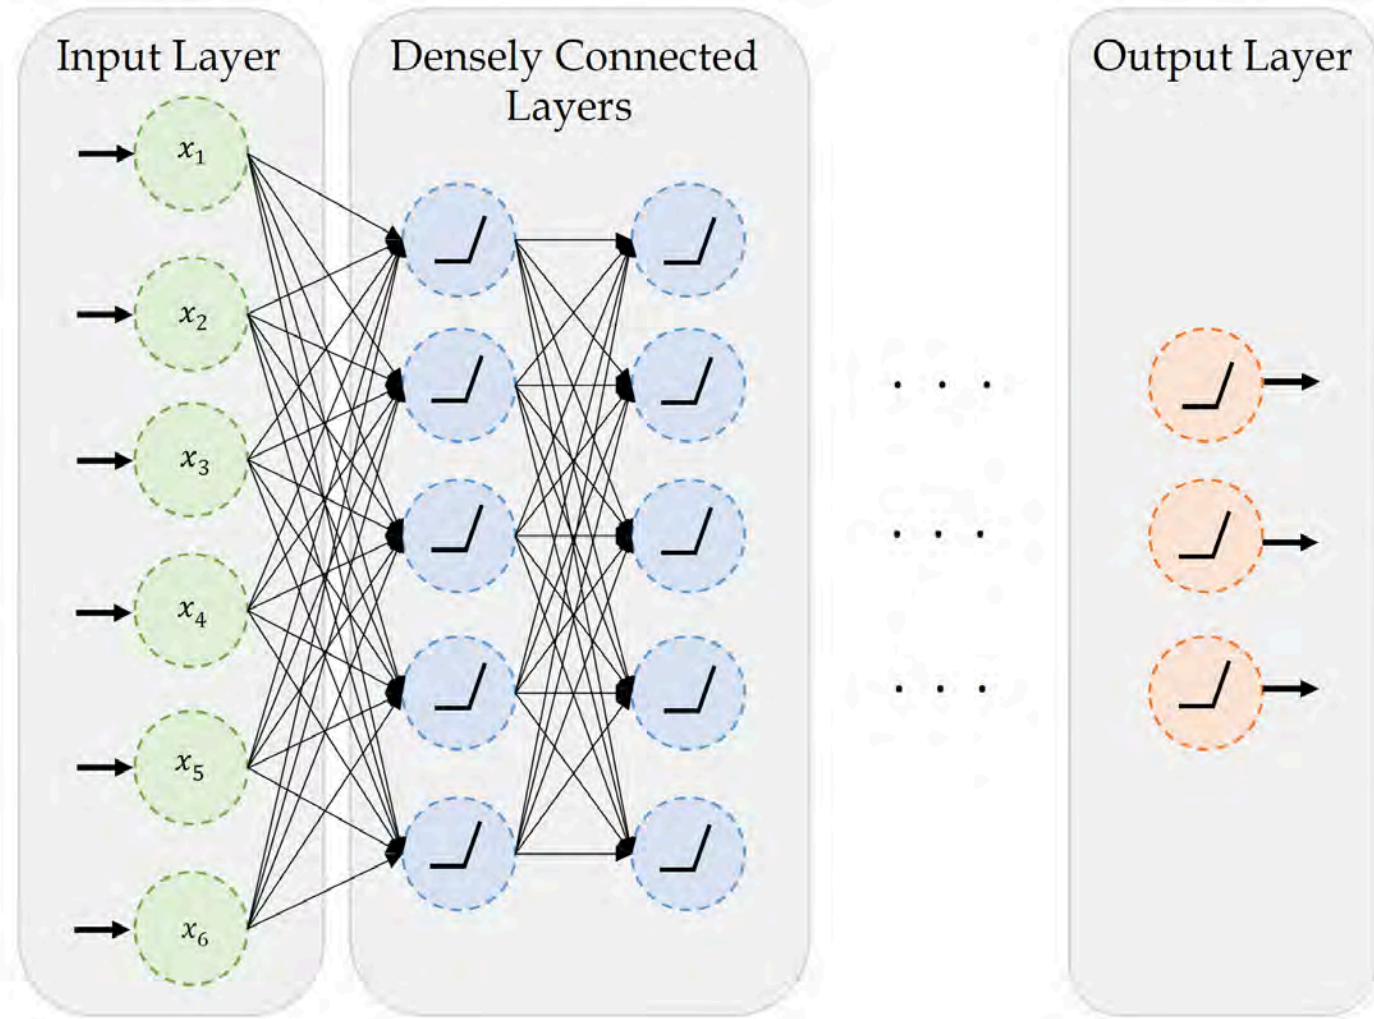 Input Layer
Densely Connected
Layers
Output Layer
x₁
x₂
x₃
x₄
x₅
x₆
. . .
. . .
. . .